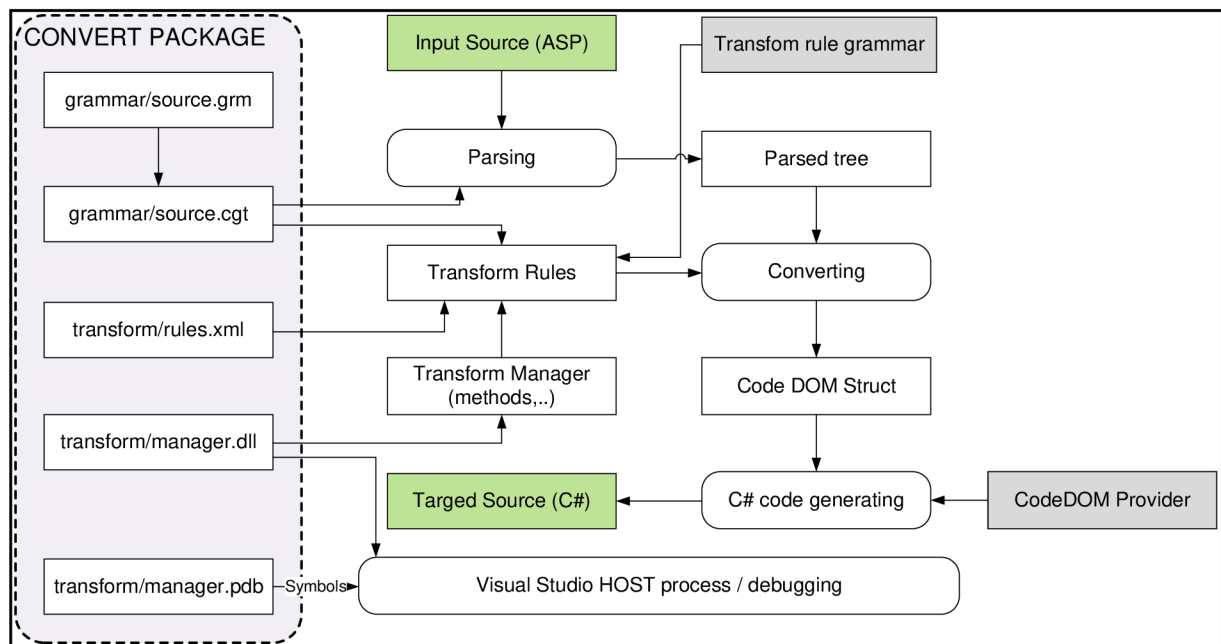 CONVERT PACKAGE
grammar/source.grm
grammar/source.cgt
transform/rules.xml
transform/manager.dll
transform/manager.pdb
Input Source (ASP)
Transfom rule grammar
Parsing
Parsed tree
Transform Rules
Converting
Transform Manager
(methods,..)
Code DOM Struct
Targed Source (C#)
C# code generating
CodeDOM Provider
Symbols
Visual Studio HOST process / debugging